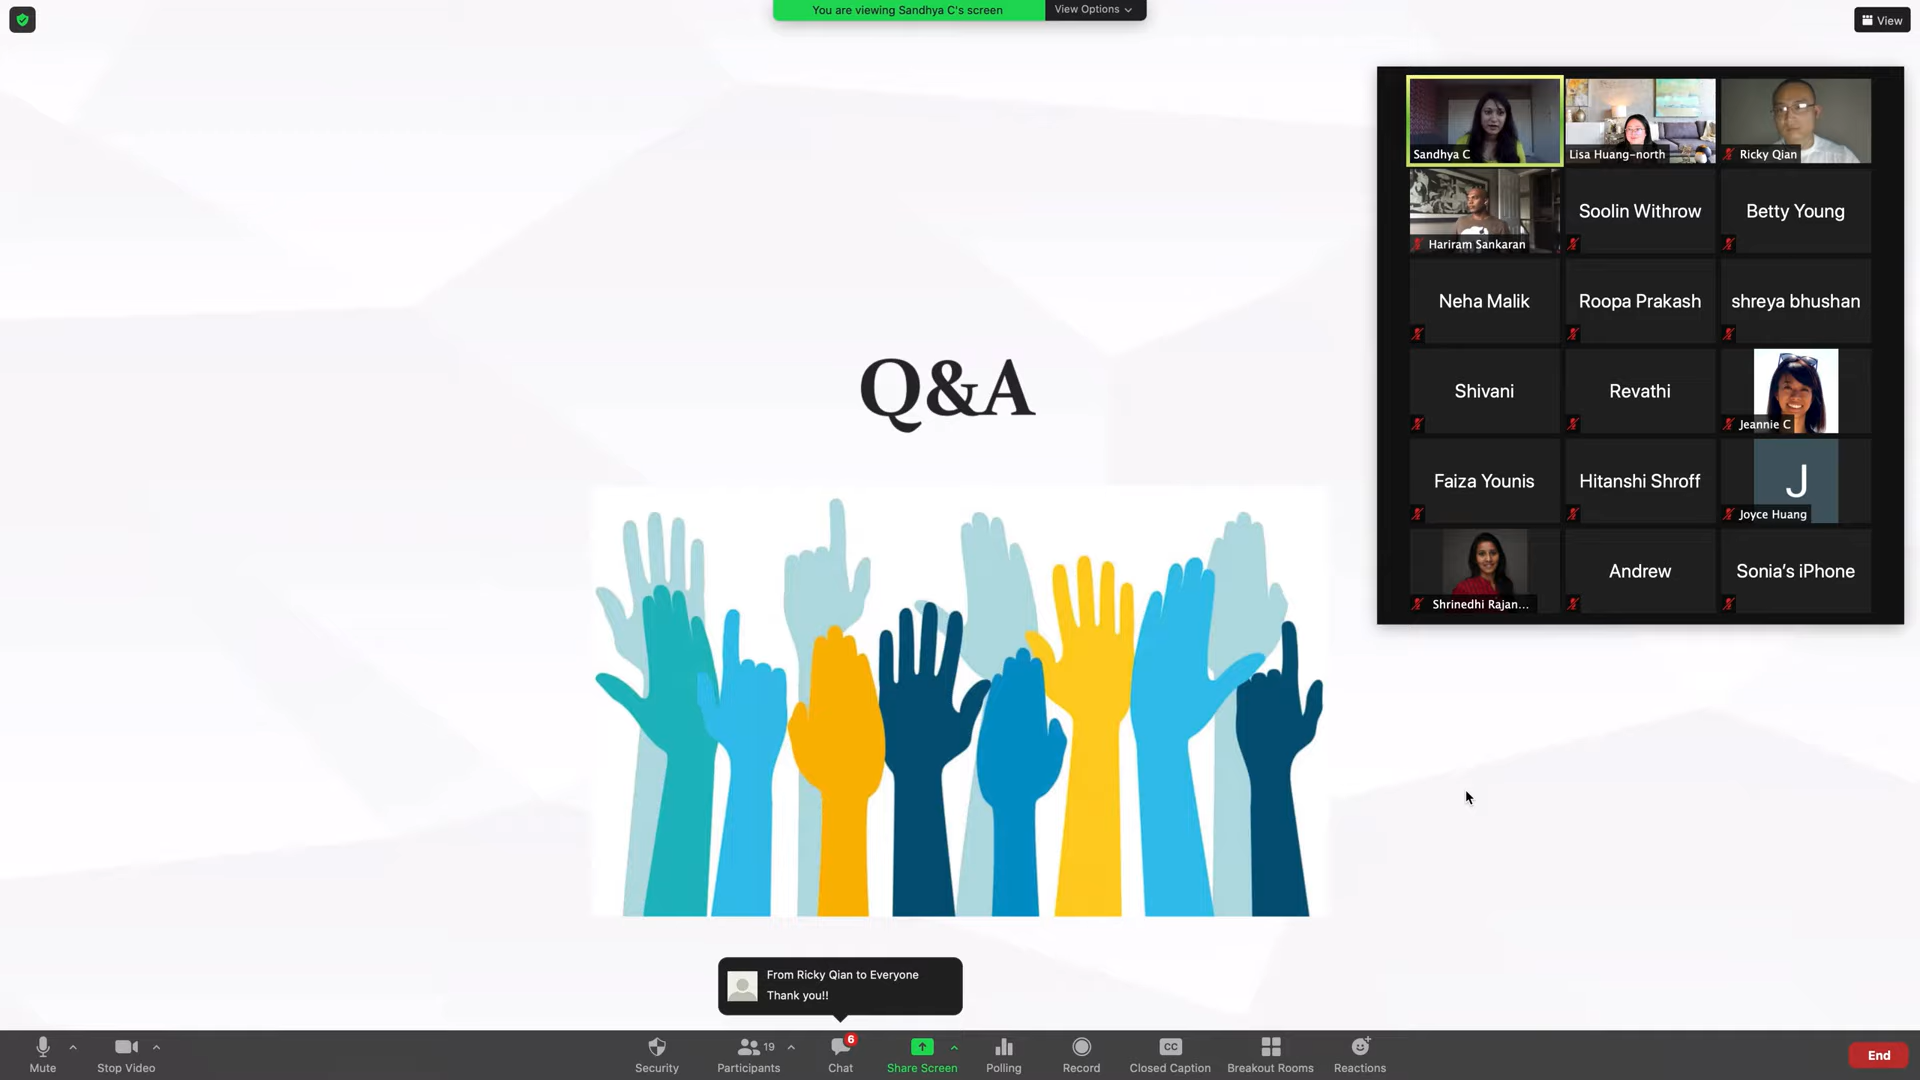 You are viewing Sandhya C's screen
View Options
View
Sandhya C
Lisa Huang-north
Ricky Qian
Hariram Sankaran
Soolin Withrow
Betty Young
Neha Malik
Roopa Prakash
shreya bhushan
Shivani
Revathi
Jeannie C
Faiza Younis
Hitanshi Shroff
J
Joyce Huang
Shrinedhi Rajan...
Andrew
Sonia’s iPhone
Q&A
From Ricky Qian to Everyone
Thank you!!
Mute
Stop Video
Security
19
Participants
6
Chat
Share Screen
Polling
Record
CC
Closed Caption
Breakout Rooms
Reactions
End